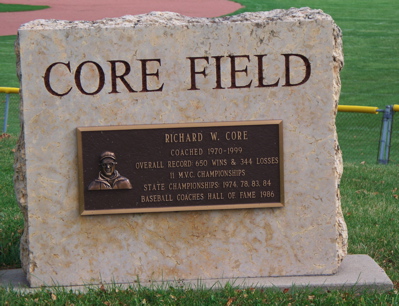 CORE FIELD
RICHARD W. CORE
COACHED 1970-1999
OVERALL RECORD: 650 WINS & 344 LOSSES
11 M.V.C. CHAMPIONSHIPS
STATE CHAMPIONSHIPS: 1974, 78, 83, 84
BASEBALL COACHES HALL OF FAME 1986